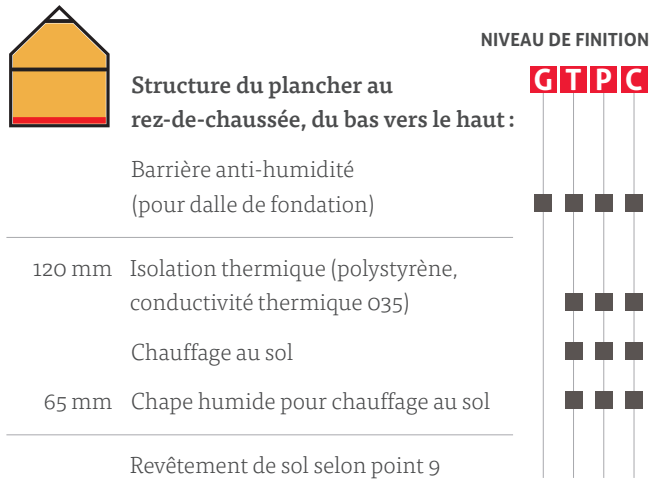 NIVEAU DE FINITION
G T P C
Structure du plancher au
rez-de-chaussée, du bas vers le haut :
Barrière anti-humidité
(pour dalle de fondation)
120 mm Isolation thermique (polystyrène,
conductivité thermique 035)
Chauffage au sol
65 mm Chape humide pour chauffage au sol
Revêtement de sol selon point 9